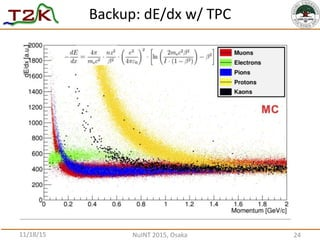 T2K
Backup: dE/dx w/ TPC
dE/dx [a.u.]
2000
1800
1600
1400
1200
1000
800
600
400
200
0
Muons
Electrons
Pions
Protons
Kaons
MC
0 0.2 0.4 0.6 0.8 1 1.2 1.4 1.6 1.8 2
Momentum [GeV/c]
11/18/15 NuINT 2015, Osaka 24